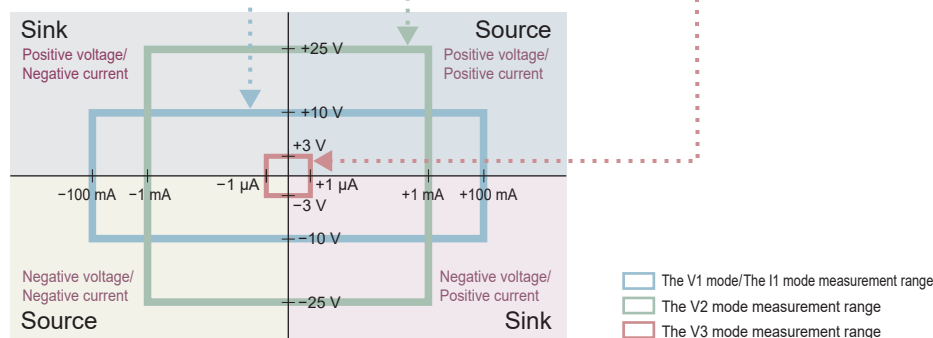 Sink
Source
Positive voltage/
Negative current
Positive voltage/
Positive current
+25 V
+10 V
+3 V
−1 µA
+1 µA
−100 mA
−1 mA
+1 mA
+100 mA
−3 V
−10 V
Negative voltage/
Negative current
Negative voltage/
Positive current
−25 V
Source
Sink
The V1 mode/The I1 mode measurement range
The V2 mode measurement range
The V3 mode measurement range